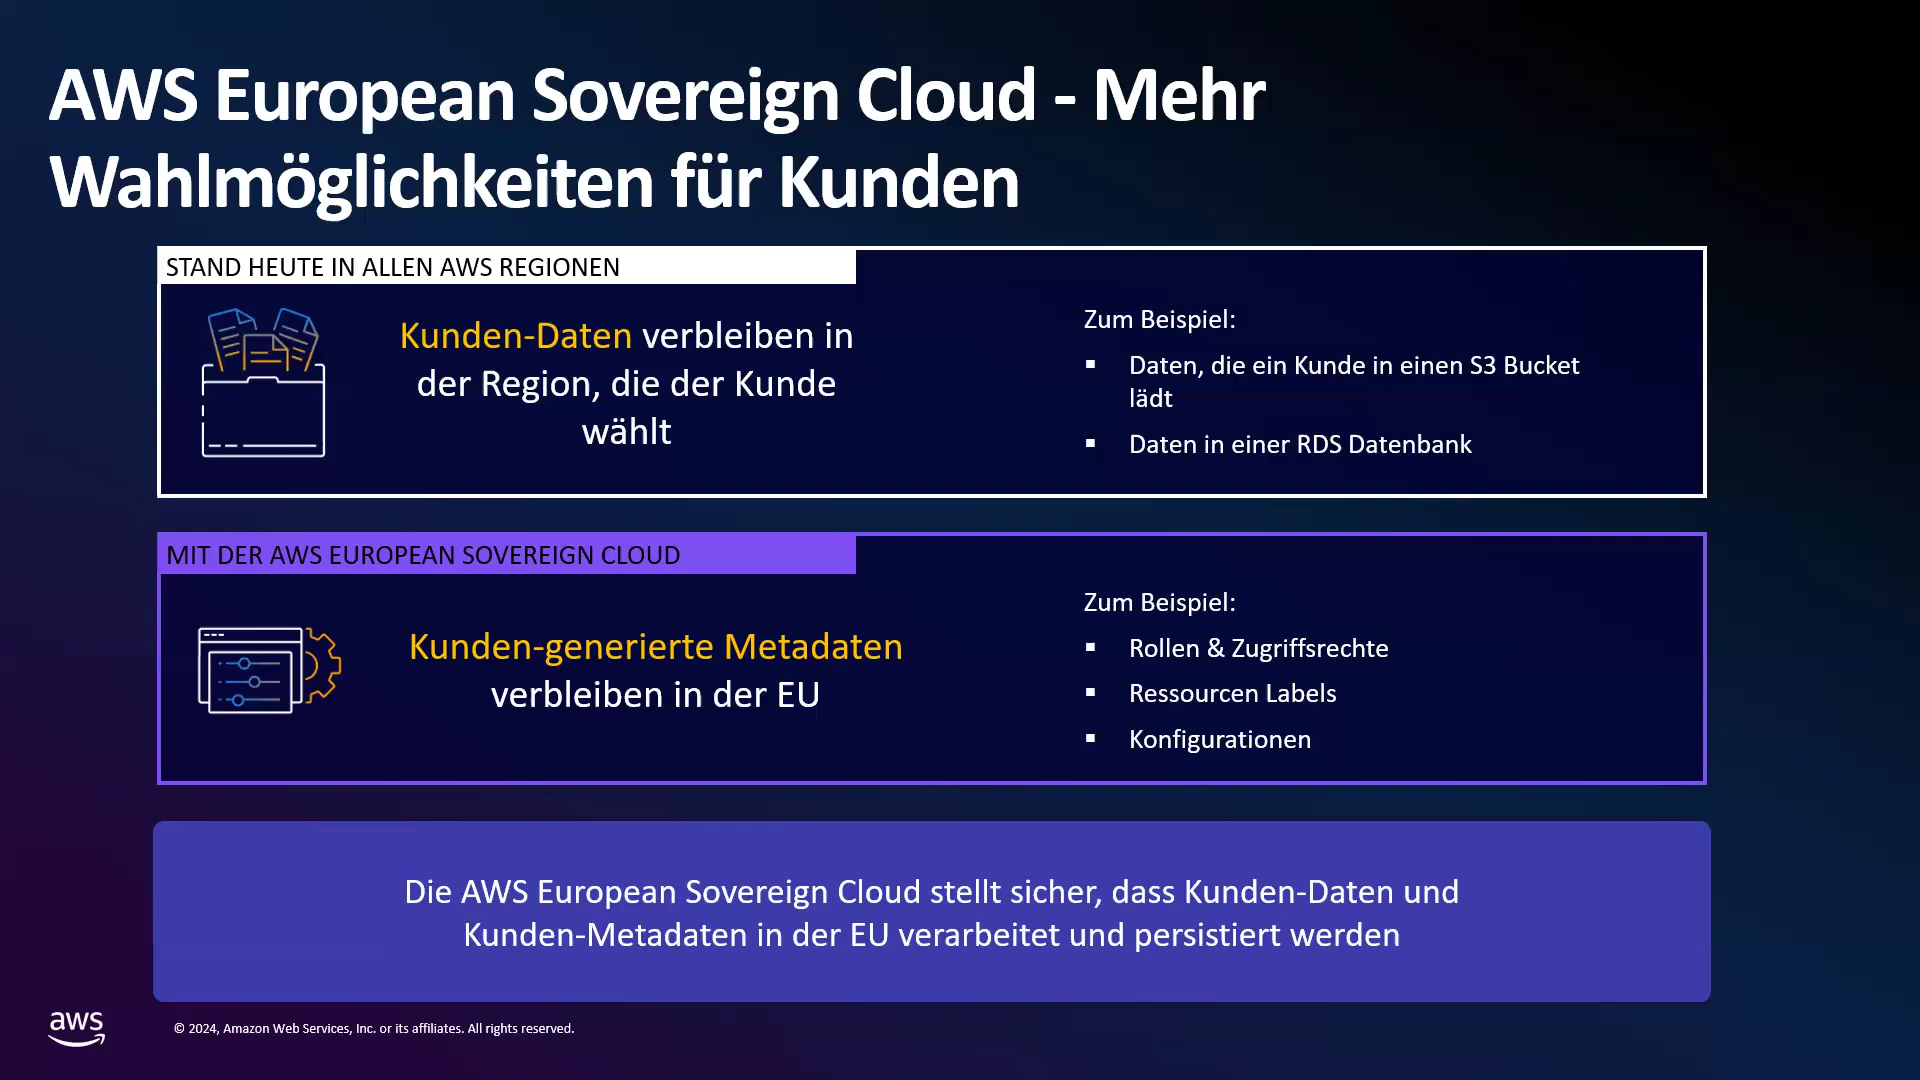 AWS European Sovereign Cloud - Mehr
Wahlmöglichkeiten für Kunden
STAND HEUTE IN ALLEN AWS REGIONEN
Kunden-Daten verbleiben in
der Region, die der Kunde
wählt
Zum Beispiel:
▪ Daten, die ein Kunde in einen S3 Bucket
lädt
▪ Daten in einer RDS Datenbank
MIT DER AWS EUROPEAN SOVEREIGN CLOUD
Kunden-generierte Metadaten
verbleiben in der EU
Zum Beispiel:
▪ Rollen & Zugriffsrechte
▪ Ressourcen Labels
▪ Konfigurationen
Die AWS European Sovereign Cloud stellt sicher, dass Kunden-Daten und
Kunden-Metadaten in der EU verarbeitet und persistiert werden
aws
© 2024, Amazon Web Services, Inc. or its affiliates. All rights reserved.